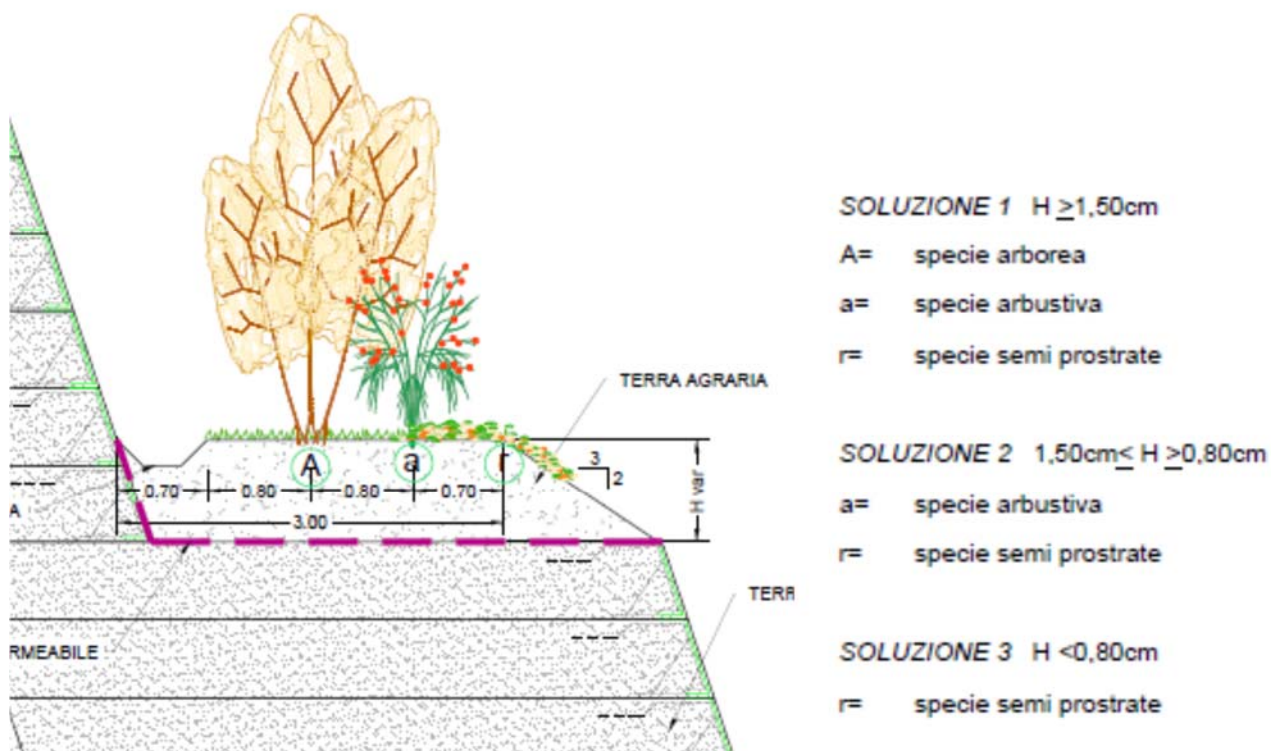 SOLUZIONE 1 H ≥1,50cm
A= specie arborea
a= specie arbustiva
r= specie semi prostrate
SOLUZIONE 2 1,50cm≤ H ≥0,80cm
a= specie arbustiva
r= specie semi prostrate
SOLUZIONE 3 H <0,80cm
r= specie semi prostrate
TERRA AGRARIA
A a r
3
2
0.70 0.80 0.80 0.70
3.00
H var
A
TERR
RMEABILE